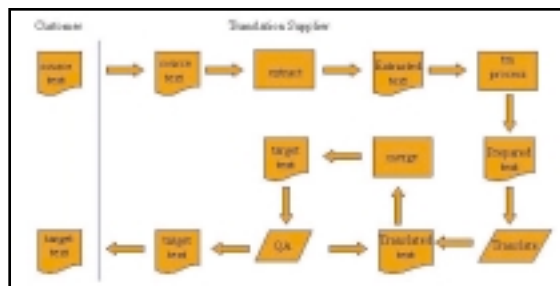 Customer
Translation Supplier
source
text
source
text
extract
Extracted
text
tm
process
target
text
merge
Prepared
text
target
text
target
text
QA
Translated
text
Translate